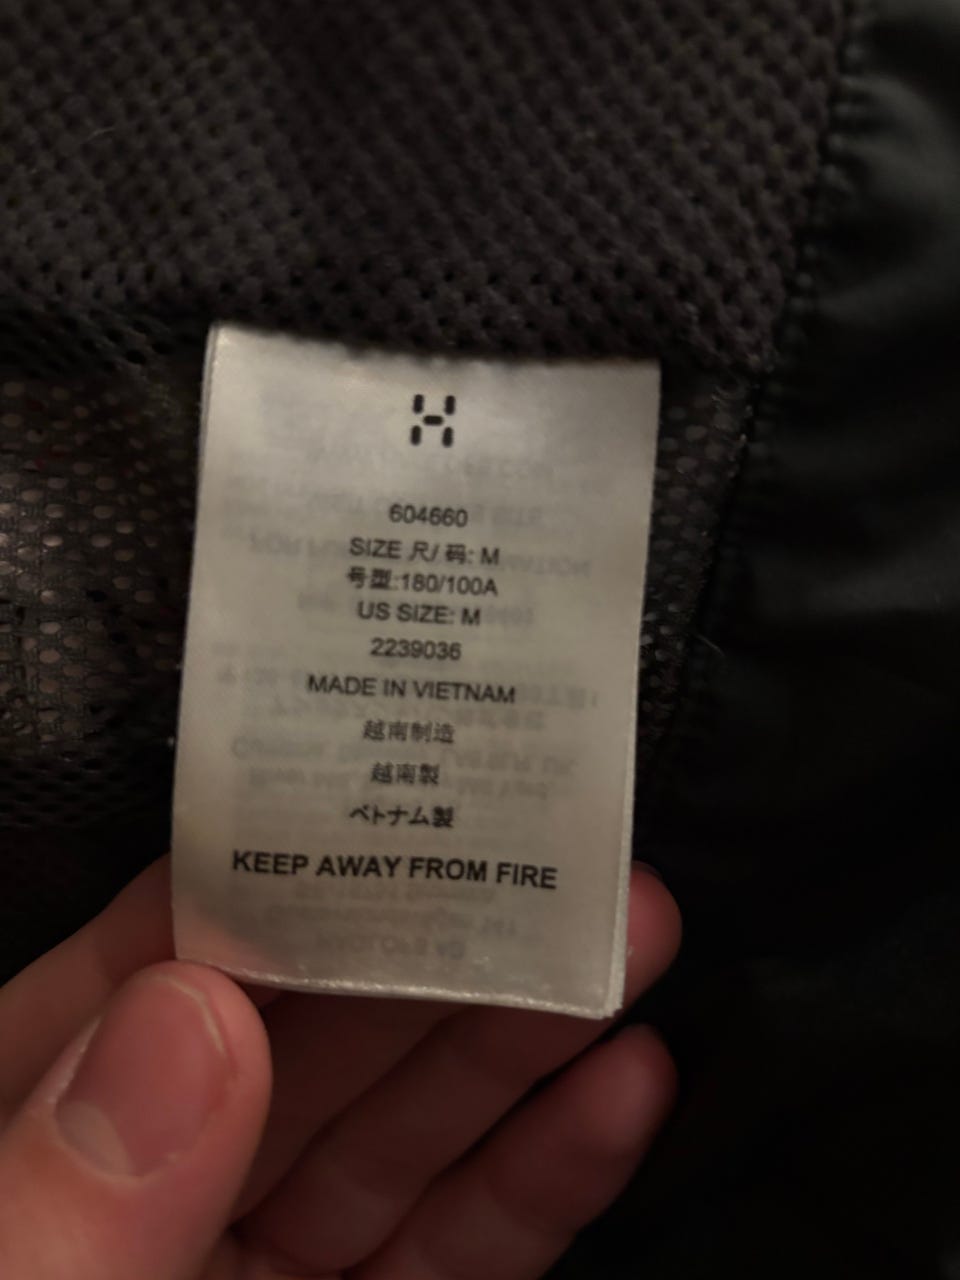 604660
SIZE 尺/ 码: M
号型:180/100A
US SIZE: M
2239036
MADE IN VIETNAM
越南制造
越南製
ベトナム製
KEEP AWAY FROM FIRE